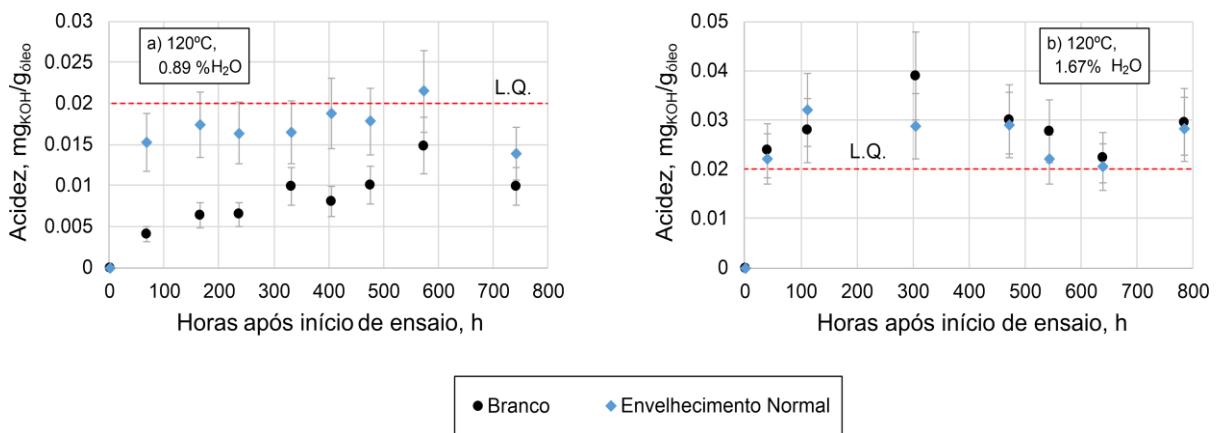 0.03
0.025
0.02
0.015
0.01
0.005
0
a) 120ºC,
0.89 %H₂O
L.Q.
Acidez, mgKOH/góleo
0 100 200 300 400 500 600 700 800
Horas após início de ensaio, h
0.05
0.04
0.03
0.02
0.01
0.00
b) 120ºC,
1.67% H₂O
L.Q.
Acidez, mgKOH/góleo
0 100 200 300 400 500 600 700 800
Horas após início de ensaio, h
Branco Envelhecimento Normal